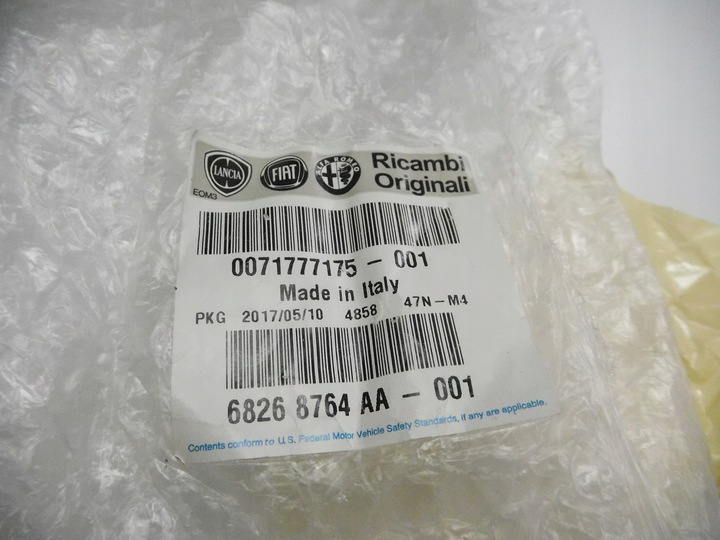 LANCIA FIAT ALFA ROMEO Ricambi
Originali
EOM3
0071777175 - 001
Made in Italy
PKG 2017/05/10 4858 47N-M4
6826 8764 AA - 001
Contents conform to U.S. Federal Motor Vehicle Safety Standards, if any are applicable.